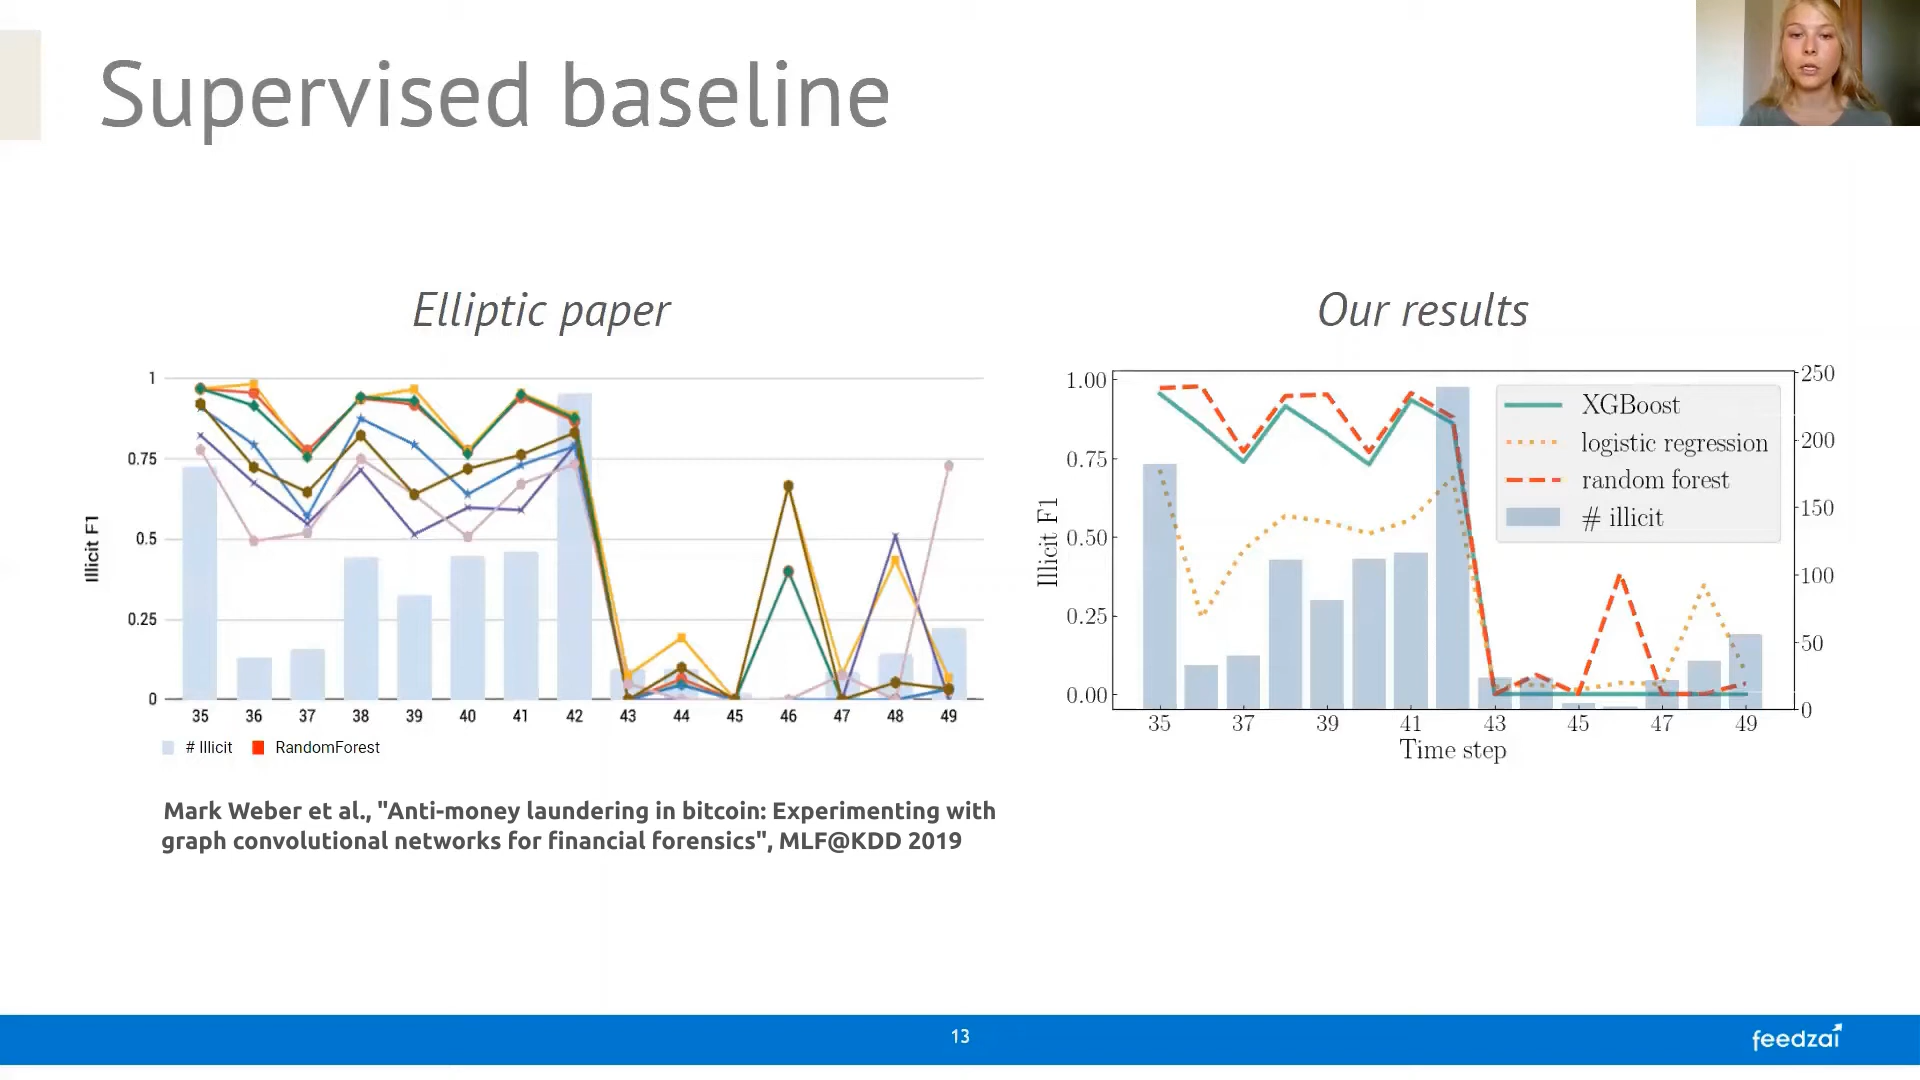 Supervised baseline
Elliptic paper
Our results
1
0.75
0.5
0.25
0
Illicit F1
35 36 37 38 39 40 41 42 43 44 45 46 47 48 49
# Illicit RandomForest
1.00
0.75
0.50
0.25
0.00
Illicit F1
250
200
150
100
50
0
XGBoost
logistic regression
random forest
# illicit
35 37 39 41 43 45 47 49
Time step
Mark Weber et al., "Anti-money laundering in bitcoin: Experimenting with
graph convolutional networks for financial forensics", MLF@KDD 2019
13
feedzai